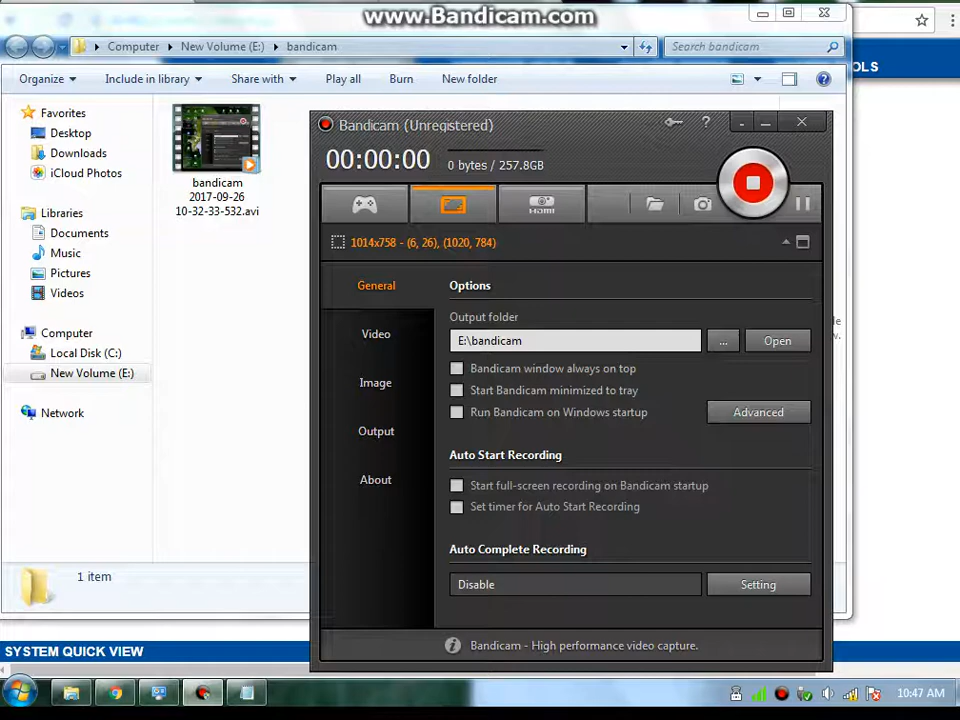 www.Bandicam.com
Computer New Volume (E:) bandicam
Search bandicam
OLS
Organize Include in library Share with Play all Burn New folder
Favorites
Desktop
Downloads
iCloud Photos
Libraries
Documents
Music
Pictures
Videos
Computer
Local Disk (C:)
New Volume (E:)
Network
bandicam
2017-09-26
10-32-33-532.avi
1 item
Bandicam (Unregistered)
00:00:00 0 bytes / 257.8GB
HDMI
1014x758 - (6, 26), (1020, 784)
General
Video
Image
Output
About
Options
Output folder
E:\bandicam ... Open
Bandicam window always on top
Start Bandicam minimized to tray
Run Bandicam on Windows startup Advanced
Auto Start Recording
Start full-screen recording on Bandicam startup
Set timer for Auto Start Recording
Auto Complete Recording
Disable Setting
Bandicam - High performance video capture.
SYSTEM QUICK VIEW
10:47 AM